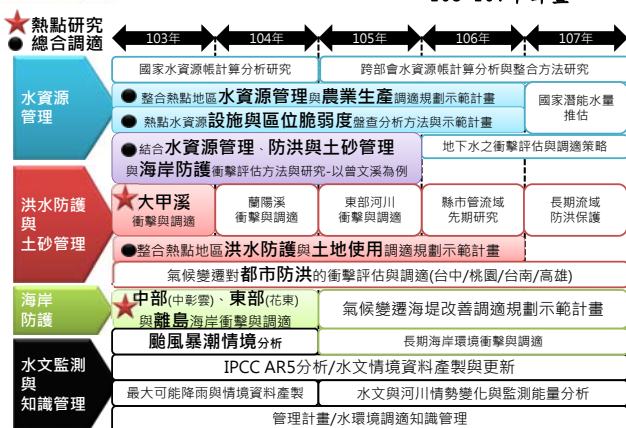 ★熱點研究
●總合調適
103年 104年 105年 106年 107年
水資源
管理
國家水資源帳計算分析研究
跨部會水資源帳計算分析與整合方法研究
●整合熱點地區水資源管理與農業生產調適規劃示範計畫
●熱點水資源設施與區位脆弱度盤查分析方法與示範計畫
國家潛能水量
推估
●結合水資源管理、防洪與土砂管理
與海岸防護衝擊評估方法與研究-以曾文溪為例
地下水之衝擊評估與調適策略
洪水防護
與
土砂管理
★大甲溪
衝擊與調適
蘭陽溪
衝擊與調適
東部河川
衝擊與調適
縣市管流域
先期研究
長期流域
防洪保護
●整合熱點地區洪水防護與土地使用調適規劃示範計畫
氣候變遷對都市防洪的衝擊評估與調適(台中/桃園/台南/高雄)
海岸
防護
★中部(中彰雲)、東部(花東)
與離島海岸衝擊與調適
氣候變遷海堤改善調適規劃示範計畫
颱風暴潮情境分析
長期海岸環境衝擊與調適
水文監測
與
知識管理
IPCC AR5分析/水文情境資料產製與更新
最大可能降雨與情境資料產製
水文與河川情勢變化與監測能量分析
管理計畫/水環境調適知識管理